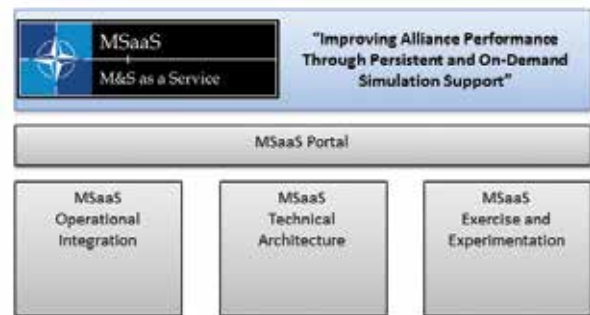 MSaaS
M&S as a Service
“Improving Alliance Performance
Through Persistent and On-Demand
Simulation Support”
MSaaS Portal
MSaaS
Operational
Integration
MSaaS
Technical
Architecture
MSaaS
Exercise and
Experimentation